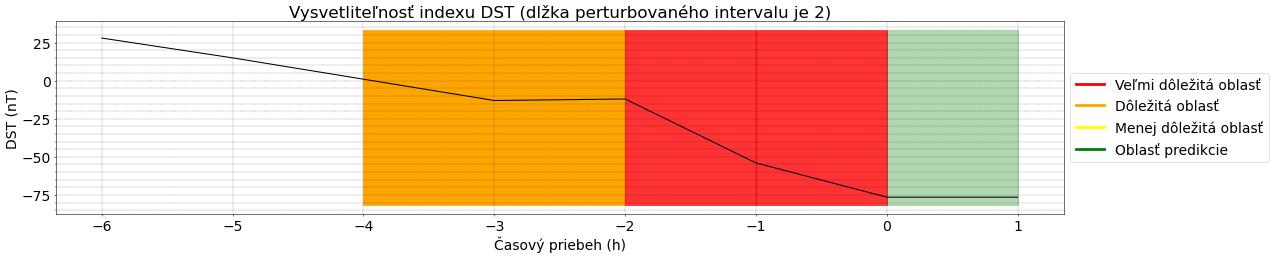 Vysvetliteľnosť indexu DST (dĺžka perturbovaného intervalu je 2)
DST (nT)
25
0
−25
−50
−75
−6 −5 −4 −3 −2 −1 0 1
Časový priebeh (h)
Veľmi dôležitá oblasť
Dôležitá oblasť
Menej dôležitá oblasť
Oblasť predikcie